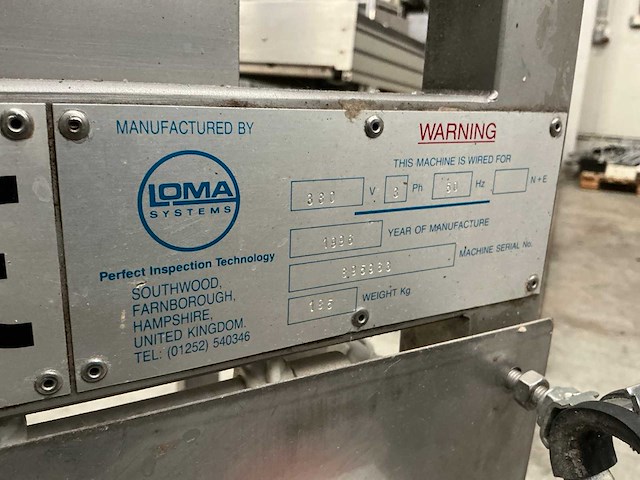 MANUFACTURED BY
LOMA
SYSTEMS
Perfect Inspection Technology
SOUTHWOOD,
FARNBOROUGH,
HAMPSHIRE,
UNITED KINGDOM.
TEL: (01252) 540346
WARNING
THIS MACHINE IS WIRED FOR
V Ph Hz N+E
YEAR OF MANUFACTURE
MACHINE SERIAL No.
WEIGHT Kg.